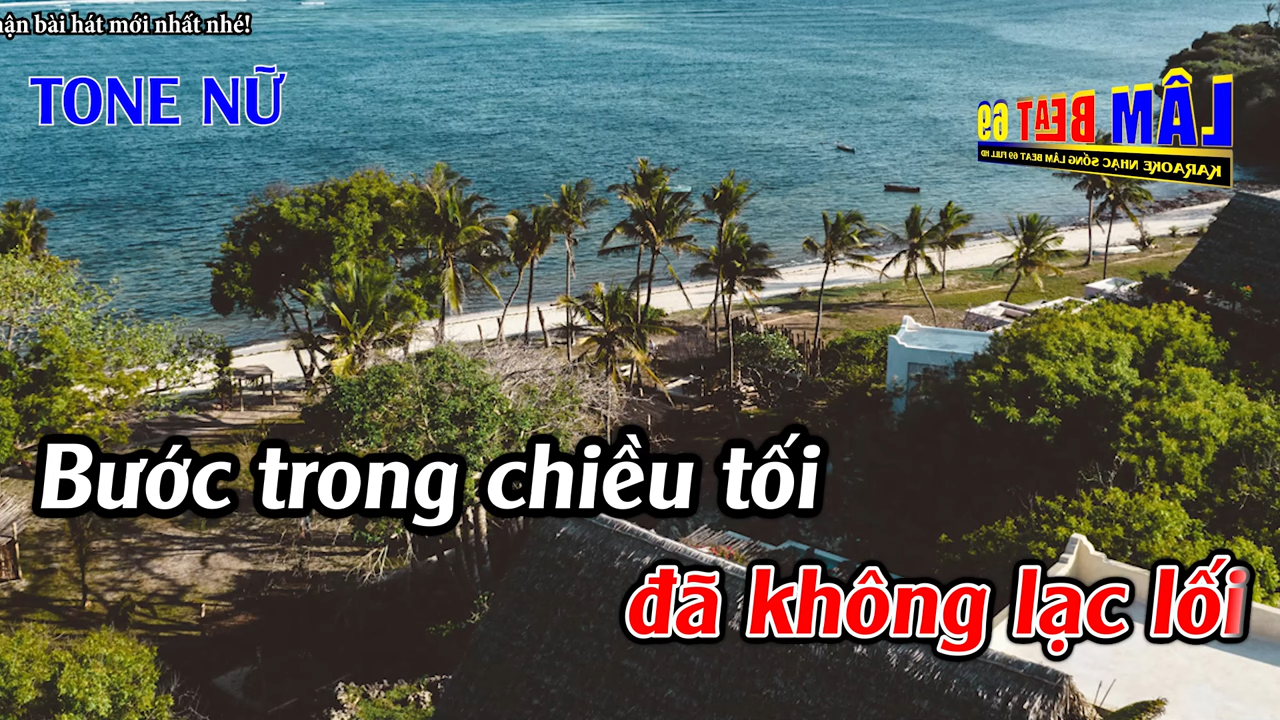 ận bài hát mới nhất nhé!
TONE NỮ
LÂM BEAT 69
KARAOKE NHẠC SỐNG LÂM BEAT 69 FULL HD
Bước trong chiều tối
đã không lạc lối